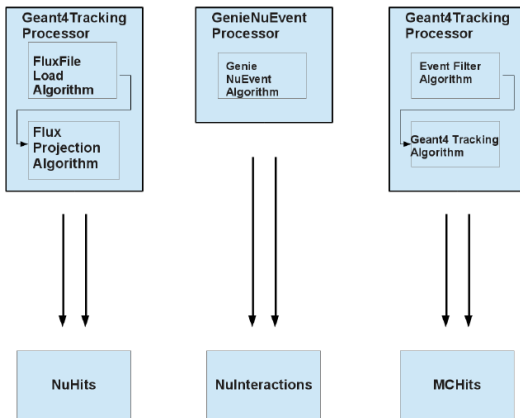 Geant4Tracking
Processor
FluxFile
Load
Algorithm
Flux
Projection
Algorithm
NuHits
GenieNuEvent
Processor
Genie
NuEvent
Algorithm
NuInteractions
Geant4Tracking
Processor
Event Filter
Algorithm
Geant4 Tracking
Algorithm
MCHits